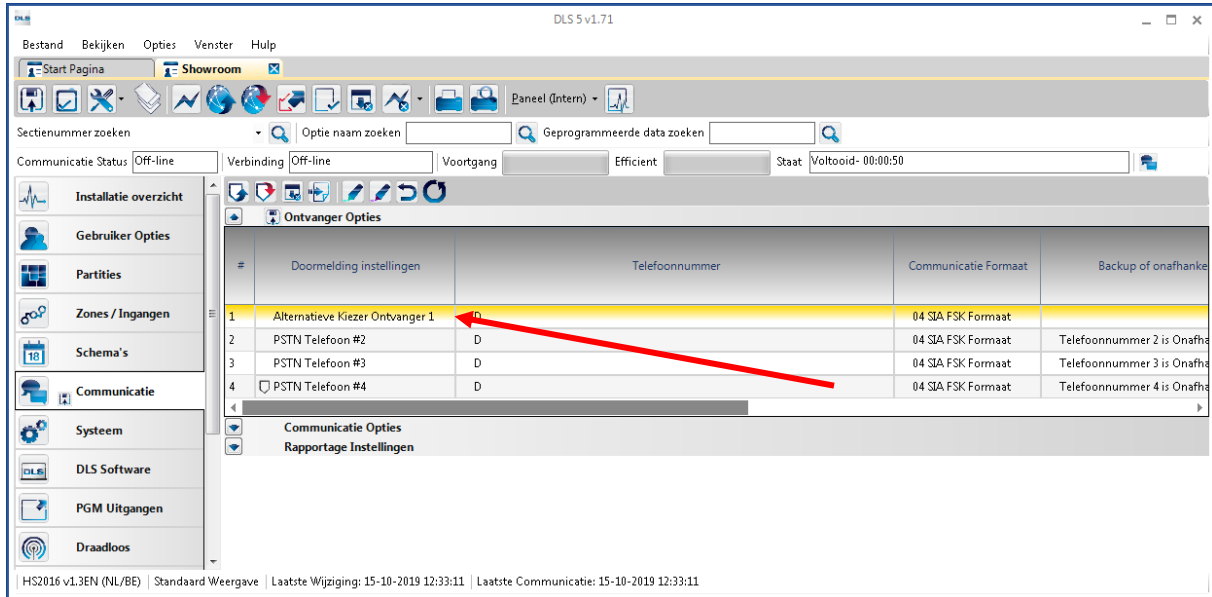 DLS DLS 5 v1.71
Bestand Bekijken Opties Venster Hulp
Start Pagina Showroom
Paneel (Intern)
Sectienummer zoeken Optie naam zoeken Geprogrammeerde data zoeken
Communicatie Status Off-line Verbinding Off-line Voortgang Efficient Staat Voltooid- 00:00:50
Installatie overzicht
Gebruiker Opties
Partities
Zones / Ingangen
18 Schema's
Communicatie
Systeem
DLS DLS Software
PGM Uitgangen
Draadloos
Ontvanger Opties
# Doormelding instellingen Telefoonnummer Communicatie Formaat Backup of onafhanke
1 Alternatieve Kiezer Ontvanger 1 D 04 SIA FSK Formaat
2 PSTN Telefoon #2 D 04 SIA FSK Formaat Telefoonnummer 2 is Onafha
3 PSTN Telefoon #3 D 04 SIA FSK Formaat Telefoonnummer 3 is Onafha
4 PSTN Telefoon #4 D 04 SIA FSK Formaat Telefoonnummer 4 is Onafha
Communicatie Opties
Rapportage Instellingen
HS2016 v1.3EN (NL/BE) Standaard Weergave Laatste Wijziging: 15-10-2019 12:33:11 Laatste Communicatie: 15-10-2019 12:33:11